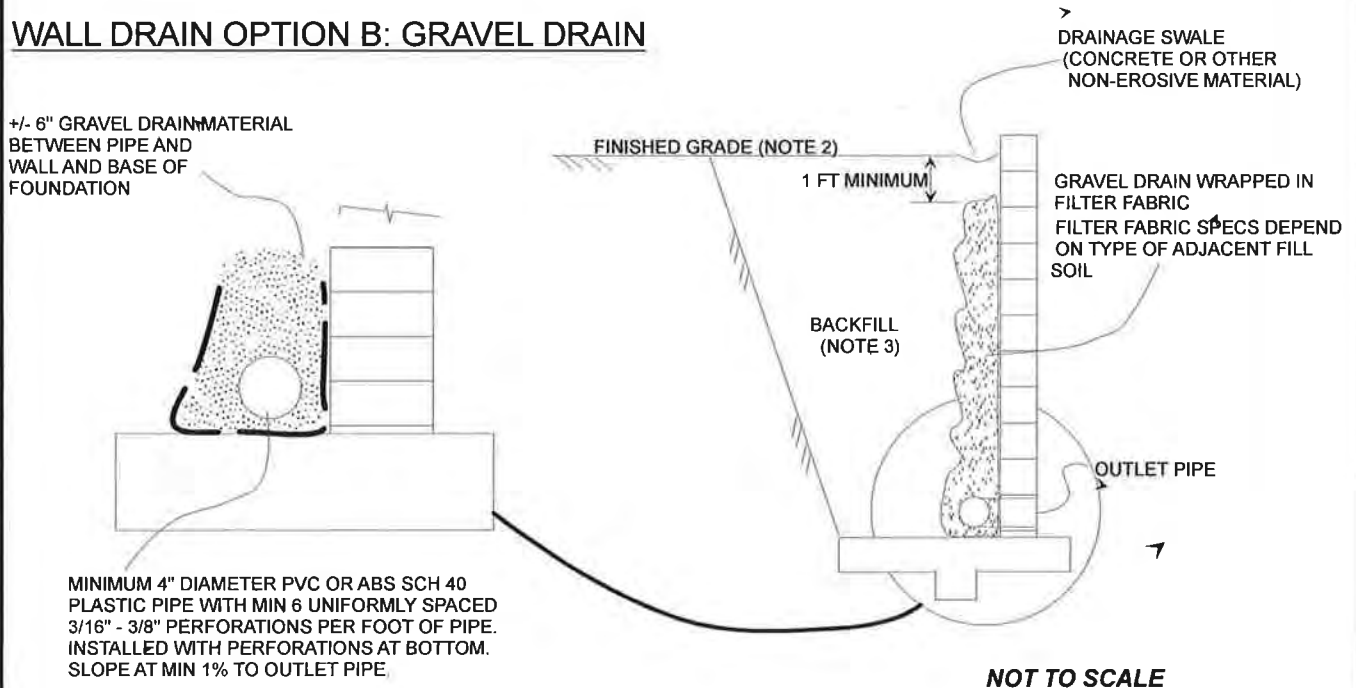 WALL DRAIN OPTION B: GRAVEL DRAIN
DRAINAGE SWALE
(CONCRETE OR OTHER
NON-EROSIVE MATERIAL)
+/- 6" GRAVEL DRAIN MATERIAL
BETWEEN PIPE AND
WALL AND BASE OF
FOUNDATION
FINISHED GRADE (NOTE 2)
1 FT MINIMUM
GRAVEL DRAIN WRAPPED IN
FILTER FABRIC
FILTER FABRIC SPECS DEPEND
ON TYPE OF ADJACENT FILL
SOIL
BACKFILL
(NOTE 3)
OUTLET PIPE
MINIMUM 4" DIAMETER PVC OR ABS SCH 40
PLASTIC PIPE WITH MIN 6 UNIFORMLY SPACED
3/16" - 3/8" PERFORATIONS PER FOOT OF PIPE.
INSTALLED WITH PERFORATIONS AT BOTTOM.
SLOPE AT MIN 1% TO OUTLET PIPE
NOT TO SCALE